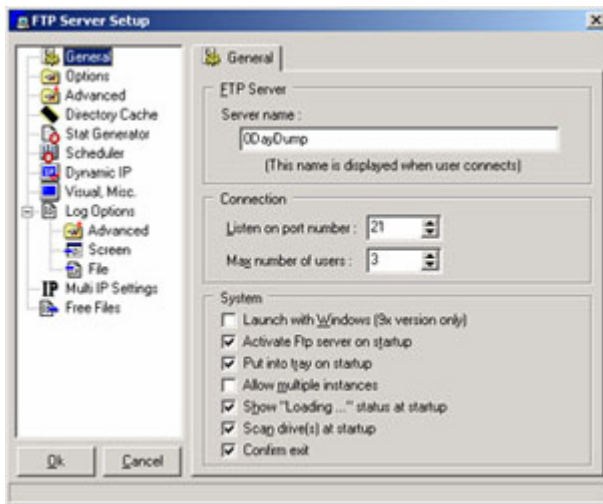 FTP Server Setup
General
Options
Advanced
Directory Cache
Stat Generator
Scheduler
Dynamic IP
Visual, Misc.
Log Options
Advanced
Screen
File
IP Multi IP Settings
Free Files
Ok
Cancel
General
FTP Server
Server name :
0DayDump
(This name is displayed when user connects)
Connection
Listen on port number : 21
Max number of users : 3
System
Launch with Windows (9x version only)
Activate Ftp server on startup
Put into tray on startup
Allow multiple instances
Show "Loading ..." status at startup
Scan drive(s) at startup
Confirm exit